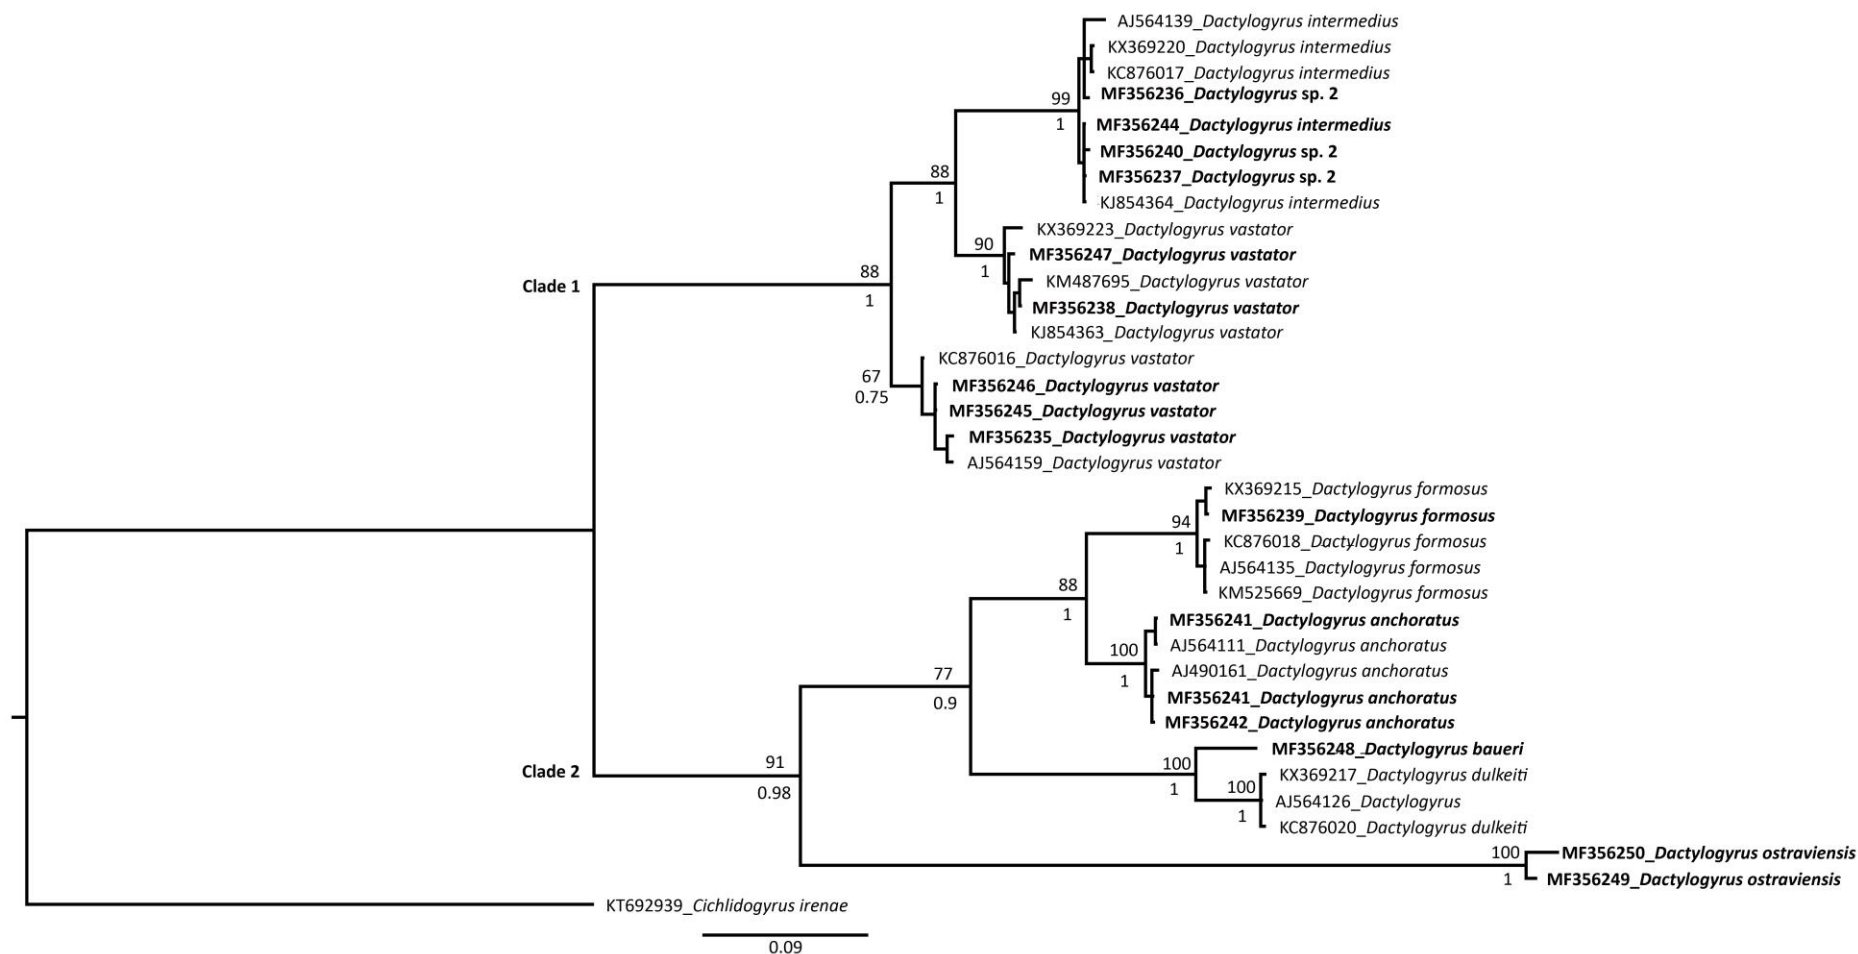 AJ564139_Dactylogyrus intermedius
KX369220_Dactylogyrus intermedius
KC876017_Dactylogyrus intermedius
MF356236_Dactylogyrus sp. 2
99
1
MF356244_Dactylogyrus intermedius
MF356240_Dactylogyrus sp. 2
MF356237_Dactylogyrus sp. 2
KJ854364_Dactylogyrus intermedius
88
1
KX369223_Dactylogyrus vastator
90
1
MF356247_Dactylogyrus vastator
KM487695_Dactylogyrus vastator
MF356238_Dactylogyrus vastator
KJ854363_Dactylogyrus vastator
Clade 1
88
1
KC876016_Dactylogyrus vastator
67
0.75
MF356246_Dactylogyrus vastator
MF356245_Dactylogyrus vastator
MF356235_Dactylogyrus vastator
AJ564159_Dactylogyrus vastator
KX369215_Dactylogyrus formosus
94
1
MF356239_Dactylogyrus formosus
KC876018_Dactylogyrus formosus
AJ564135_Dactylogyrus formosus
KM525669_Dactylogyrus formosus
88
1
MF356241_Dactylogyrus anchoratus
AJ564111_Dactylogyrus anchoratus
100
1
AJ490161_Dactylogyrus anchoratus
MF356241_Dactylogyrus anchoratus
MF356242_Dactylogyrus anchoratus
77
0.9
MF356248_Dactylogyrus baueri
100
1
KX369217_Dactylogyrus dulkeiti
100
1
AJ564126_Dactylogyrus
KC876020_Dactylogyrus dulkeiti
Clade 2
91
0.98
100
1
MF356250_Dactylogyrus ostraviensis
MF356249_Dactylogyrus ostraviensis
KT692939_Cichlidogyrus irenae
0.09